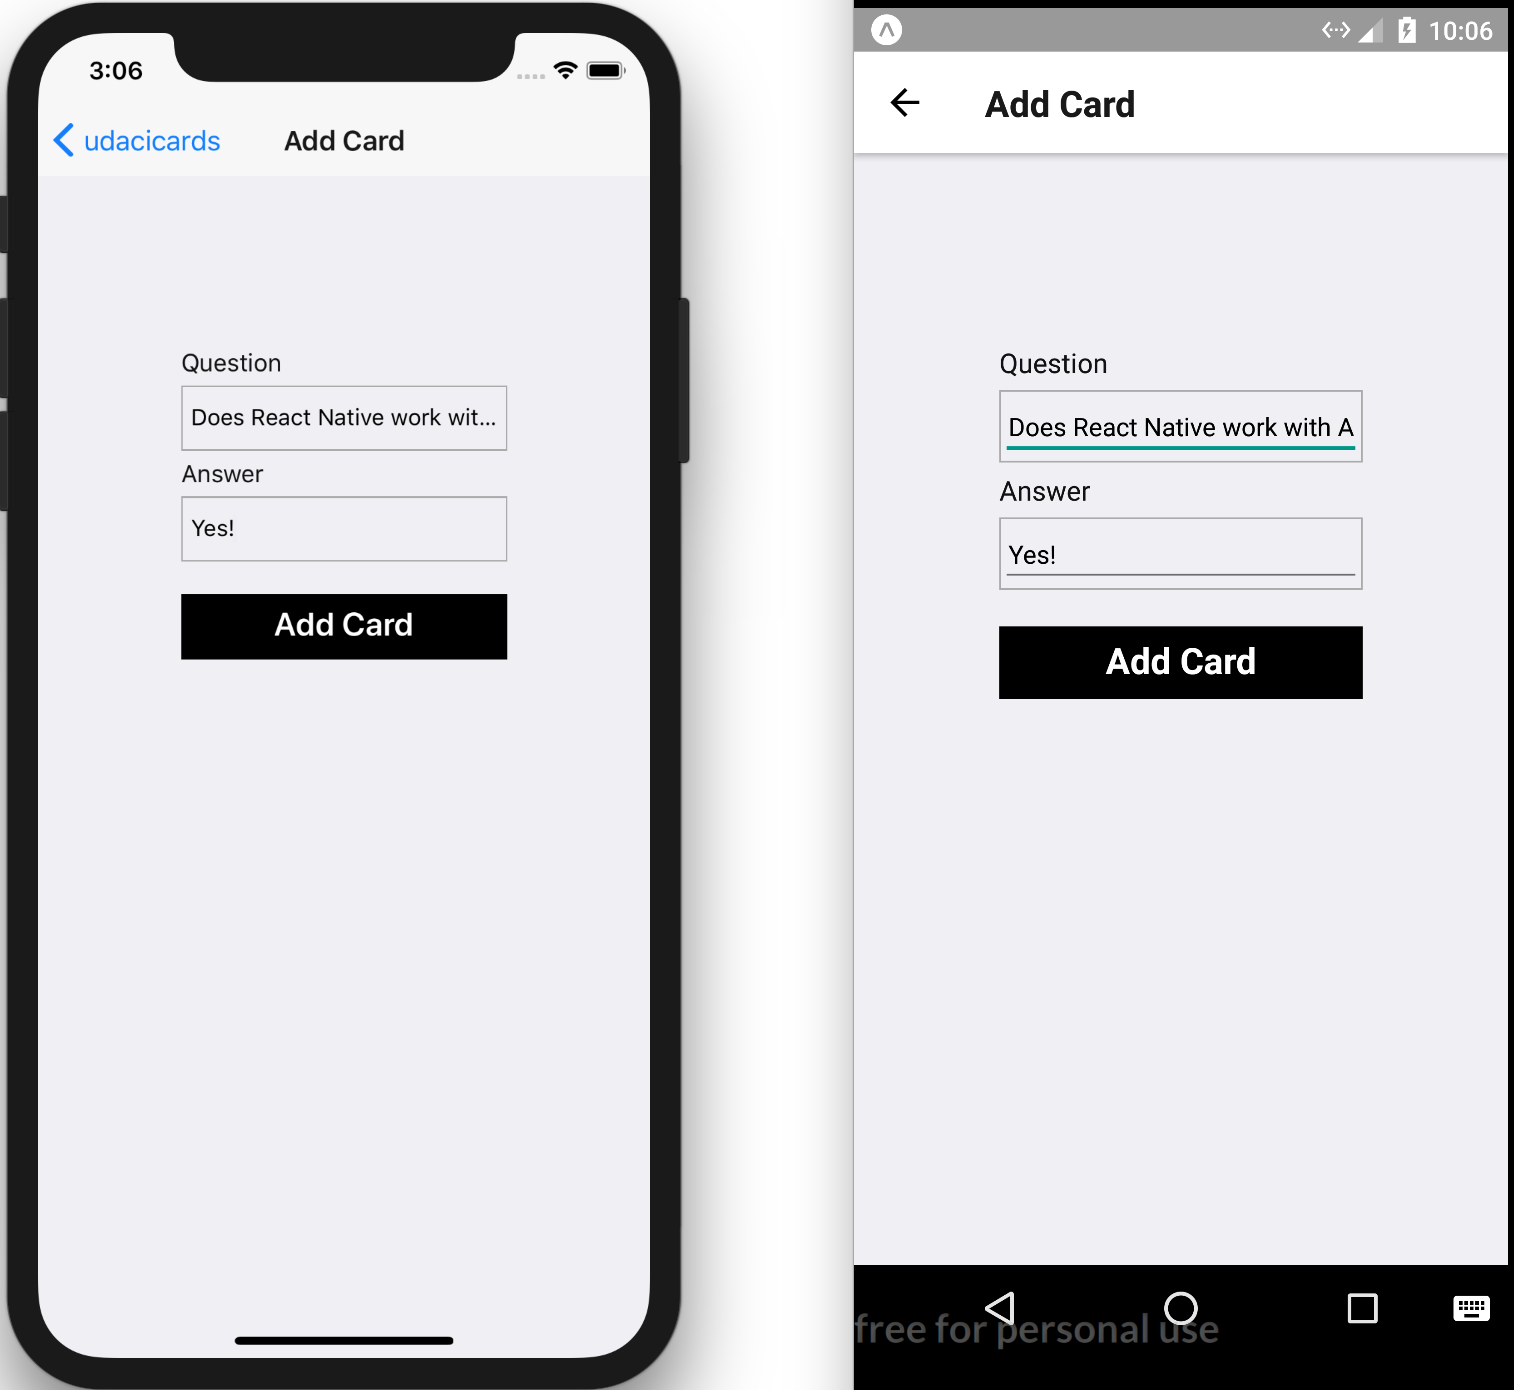 3:06
udacicards
Add Card
Question
Does React Native work wit...
Answer
Yes!
Add Card
10:06
Add Card
Question
Does React Native work with A
Answer
Yes!
Add Card
free for personal use